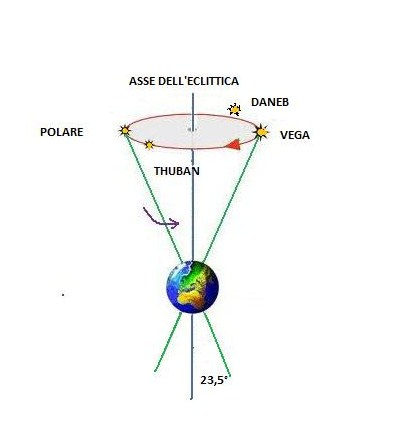 ASSE DELL'ECLITTICA
DANEB
POLARE
VEGA
THUBAN
23,5°